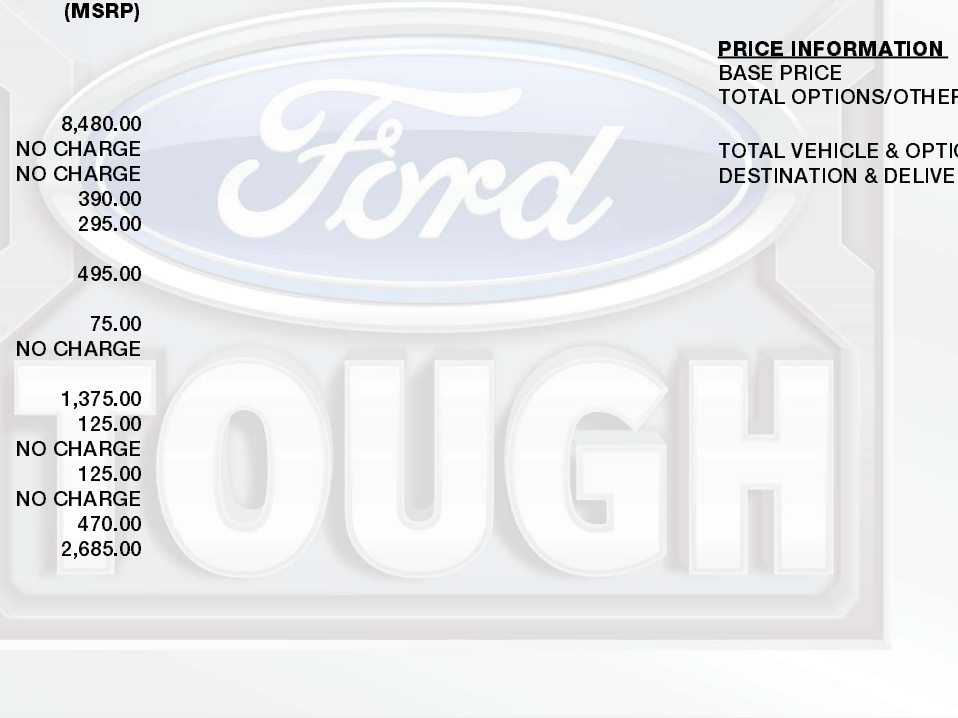 (MSRP)
8,480.00
NO CHARGE
NO CHARGE
390.00
295.00
495.00
75.00
NO CHARGE
1,375.00
125.00
NO CHARGE
125.00
NO CHARGE
470.00
2,685.00
PRICE INFORMATION
BASE PRICE
TOTAL OPTIONS/OTHER
TOTAL VEHICLE & OPTIO
DESTINATION & DELIVE
Ford
TOUGH